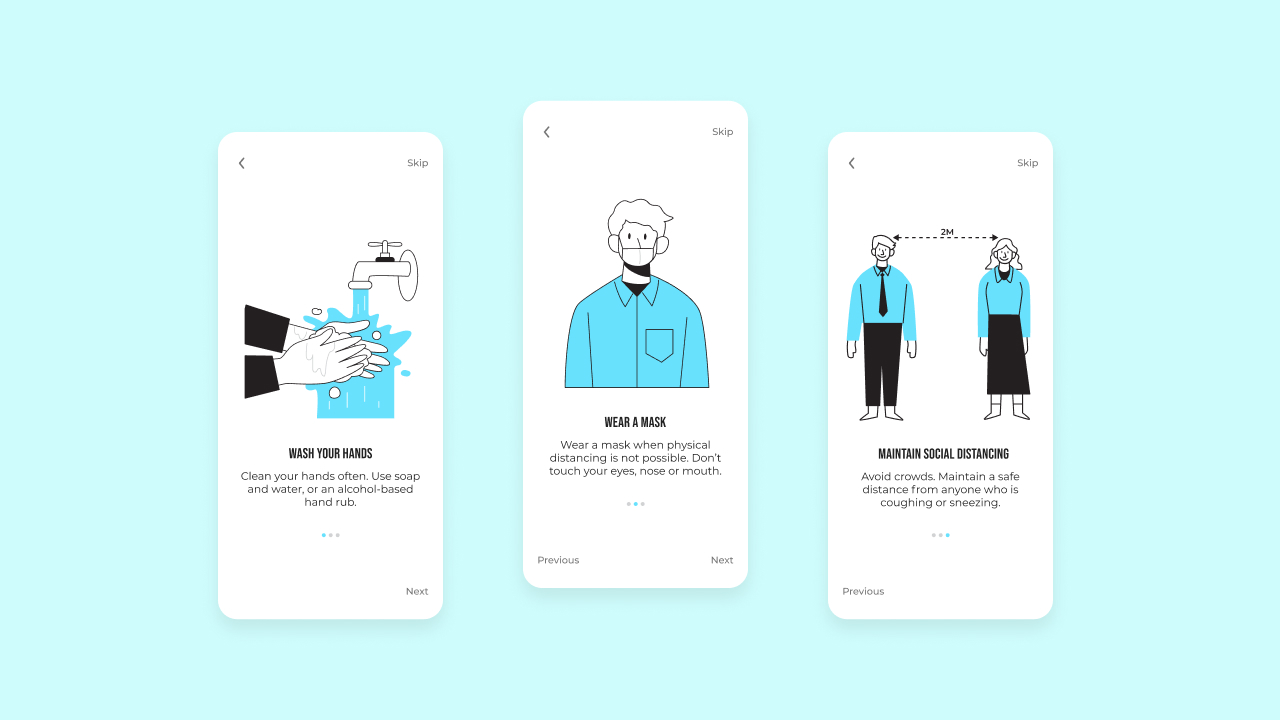 Skip
WASH YOUR HANDS
Clean your hands often. Use soap
and water, or an alcohol-based
hand rub.
Next
Skip
WEAR A MASK
Wear a mask when physical
distancing is not possible. Don’t
touch your eyes, nose or mouth.
Previous
Next
Skip
2M
MAINTAIN SOCIAL DISTANCING
Avoid crowds. Maintain a safe
distance from anyone who is
coughing or sneezing.
Previous